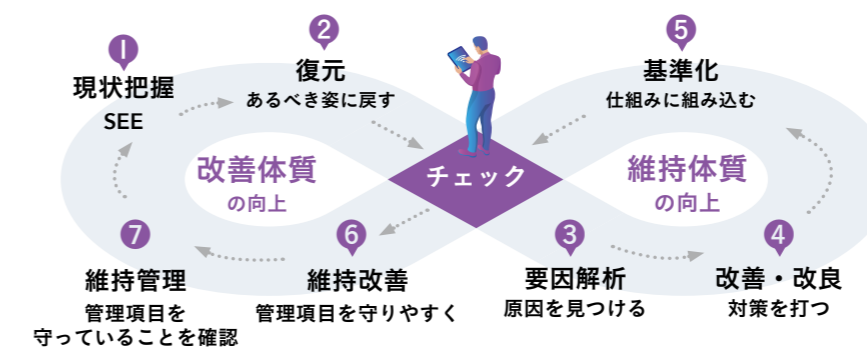 1
現状把握
SEE
2
復元
あるべき姿に戻す
5
基準化
仕組みに組み込む
改善体質
の向上
チェック
維持体質
の向上
7
維持管理
管理項目を
守っていることを確認
6
維持改善
管理項目を守りやすく
3
要因解析
原因を見つける
4
改善・改良
対策を打つ